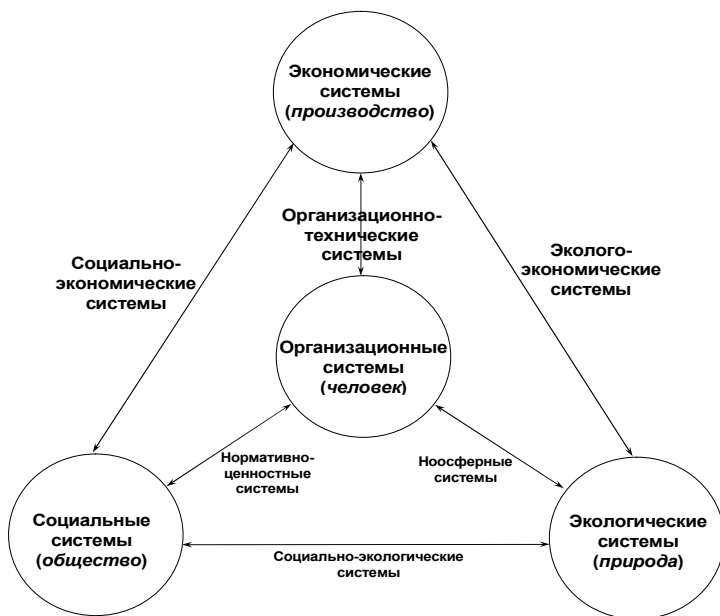 Экономические
системы
(производство)
Организационно-
технические
системы
Социально-
экономические
системы
Эколого-
экономические
системы
Организационные
системы
(человек)
Нормативно-
ценностные
системы
Ноосферные
системы
Социальные
системы
(общество)
Экологические
системы
(природа)
Социально-экологические
системы